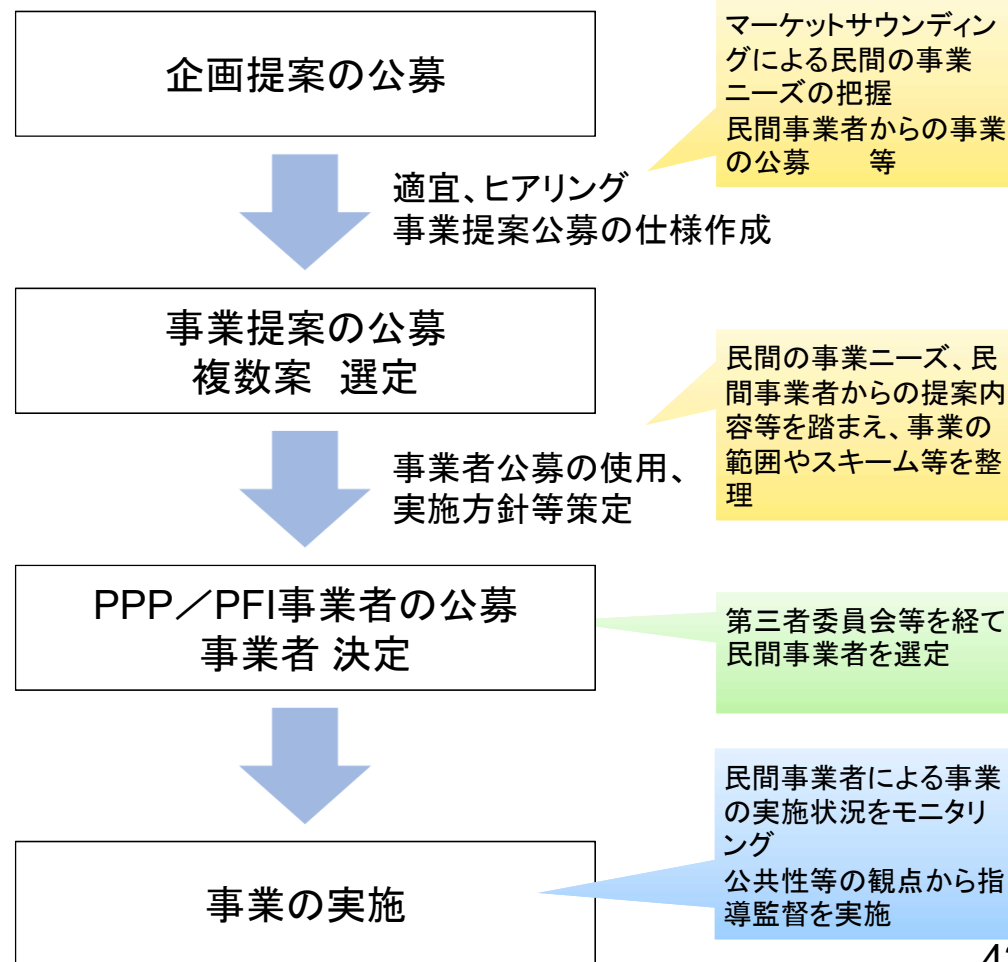 企画提案の公募
マーケットサウンディン
グによる民間の事業
ニーズの把握
民間事業者からの事業
の公募　　等
適宜、ヒアリング
事業提案公募の仕様作成
事業提案の公募
複数案　選定
民間の事業ニーズ、民
間事業者からの提案内
容等を踏まえ、事業の
範囲やスキーム等を整
理
事業者公募の使用、
実施方針等策定
PPP／PFI事業者の公募
事業者 決定
第三者委員会等を経て
民間事業者を選定
民間事業者による事業
の実施状況をモニタリ
ング
公共性等の観点から指
導監督を実施
事業の実施